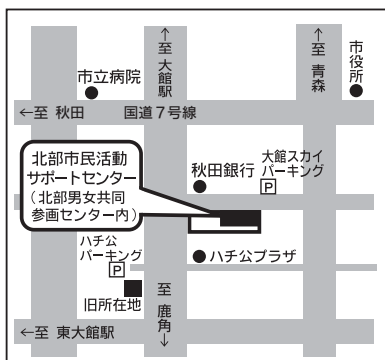 ↑至大館駅
↑至青森
市役所
市立病院
←至 秋田
国道7号線
北部市民活動
サポートセンター
(北部男女共同
参画センター内)
秋田銀行
大館スカイ
パーキング
P
ハチ公
パーキング
P
ハチ公プラザ
旧所在地
至鹿角↓
←至 東大館駅